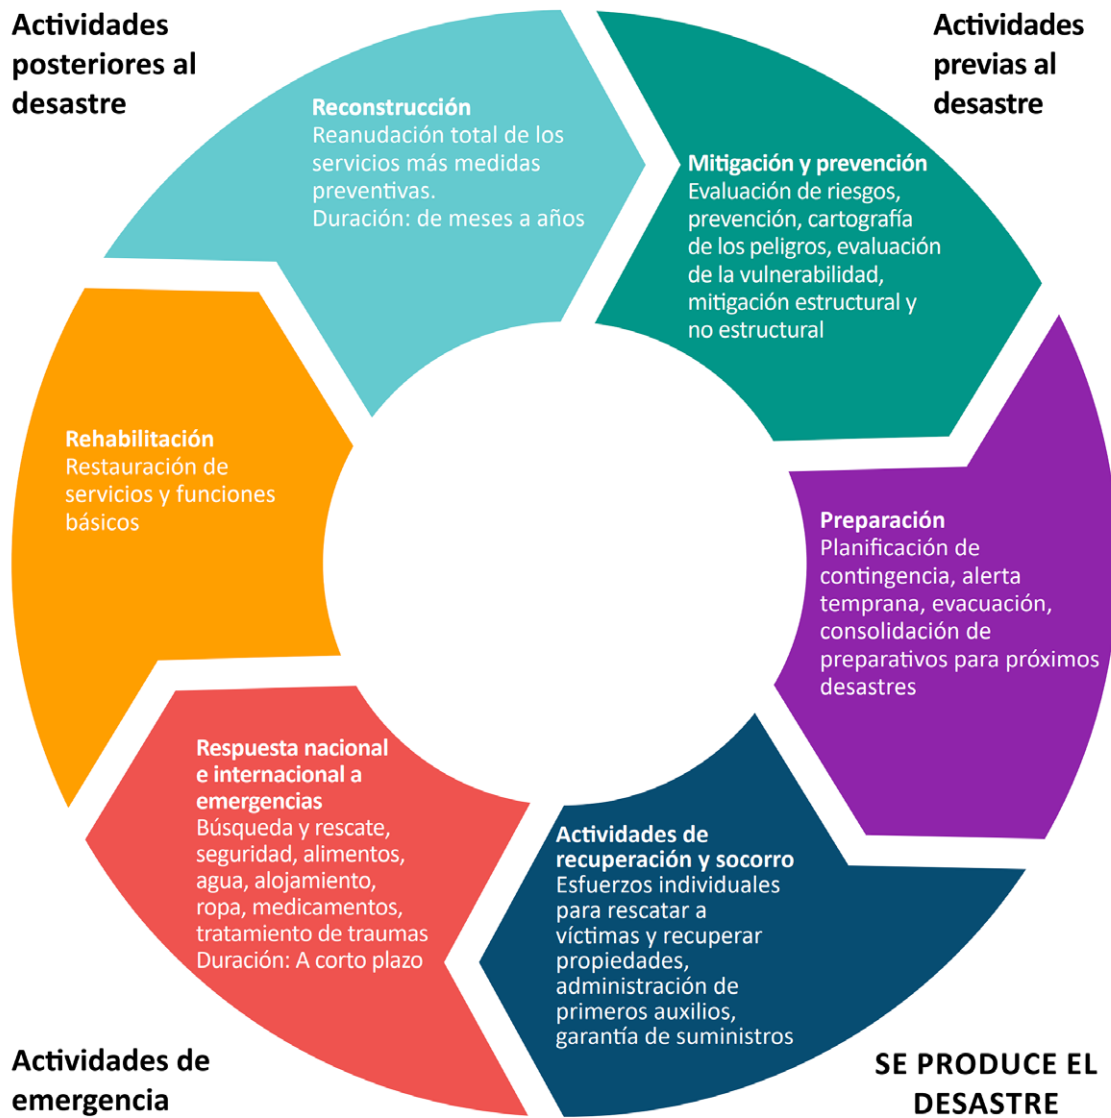 Actividades
posteriores al
desastre
Actividades
previas al
desastre
Reconstrucción
Reanudación total de los
servicios más medidas
preventivas.
Duración: de meses a años
Mitigación y prevención
Evaluación de riesgos,
prevención, cartografía
de los peligros, evaluación
de la vulnerabilidad,
mitigación estructural y
no estructural
Rehabilitación
Restauración de
servicios y funciones
básicos
Preparación
Planificación de
contingencia, alerta
temprana, evacuación,
consolidación de
preparativos para próximos
desastres
Respuesta nacional
e internacional a
emergencias
Búsqueda y rescate,
seguridad, alimentos,
agua, alojamiento,
ropa, medicamentos,
tratamiento de traumas
Duración: A corto plazo
Actividades de
recuperación y socorro
Esfuerzos individuales
para rescatar a
víctimas y recuperar
propiedades,
administración de
primeros auxilios,
garantía de suministros
Actividades de
emergencia
SE PRODUCE EL
DESASTRE